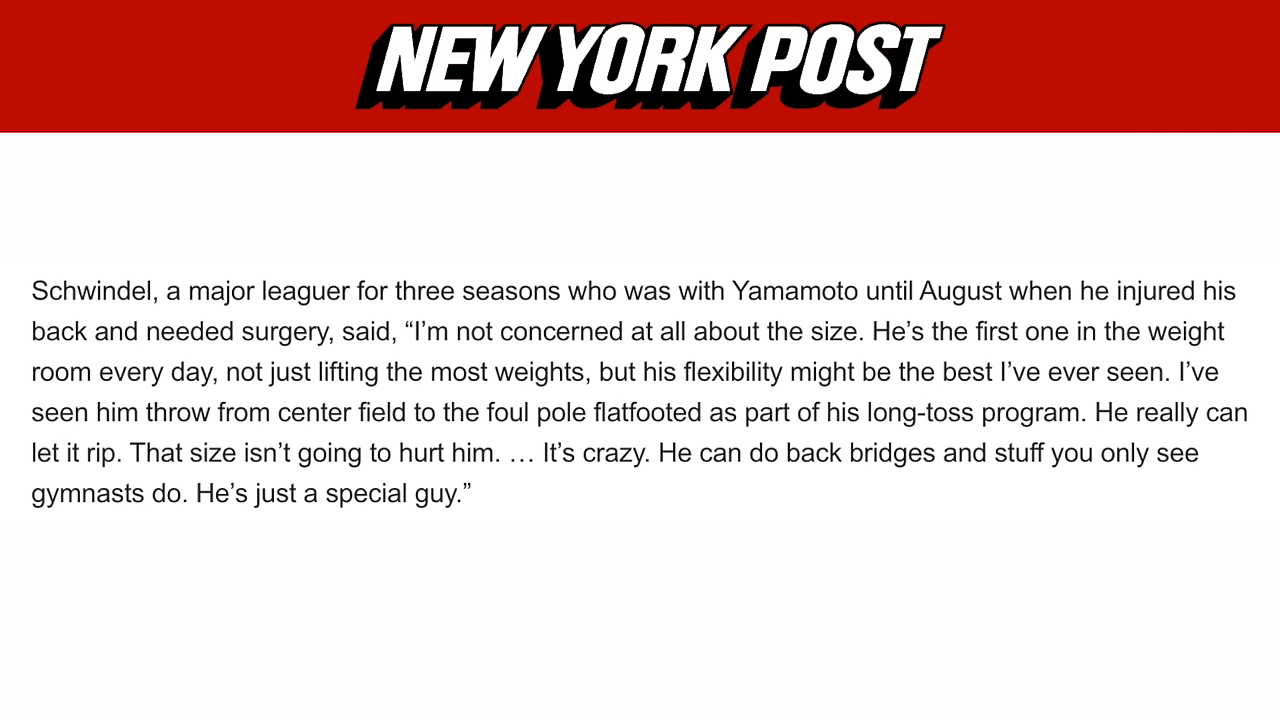 NEW YORK POST
Schwindel, a major leaguer for three seasons who was with Yamamoto until August when he injured his
back and needed surgery, said, “I’m not concerned at all about the size. He’s the first one in the weight
room every day, not just lifting the most weights, but his flexibility might be the best I’ve ever seen. I’ve
seen him throw from center field to the foul pole flatfooted as part of his long-toss program. He really can
let it rip. That size isn’t going to hurt him. … It’s crazy. He can do back bridges and stuff you only see
gymnasts do. He’s just a special guy.”